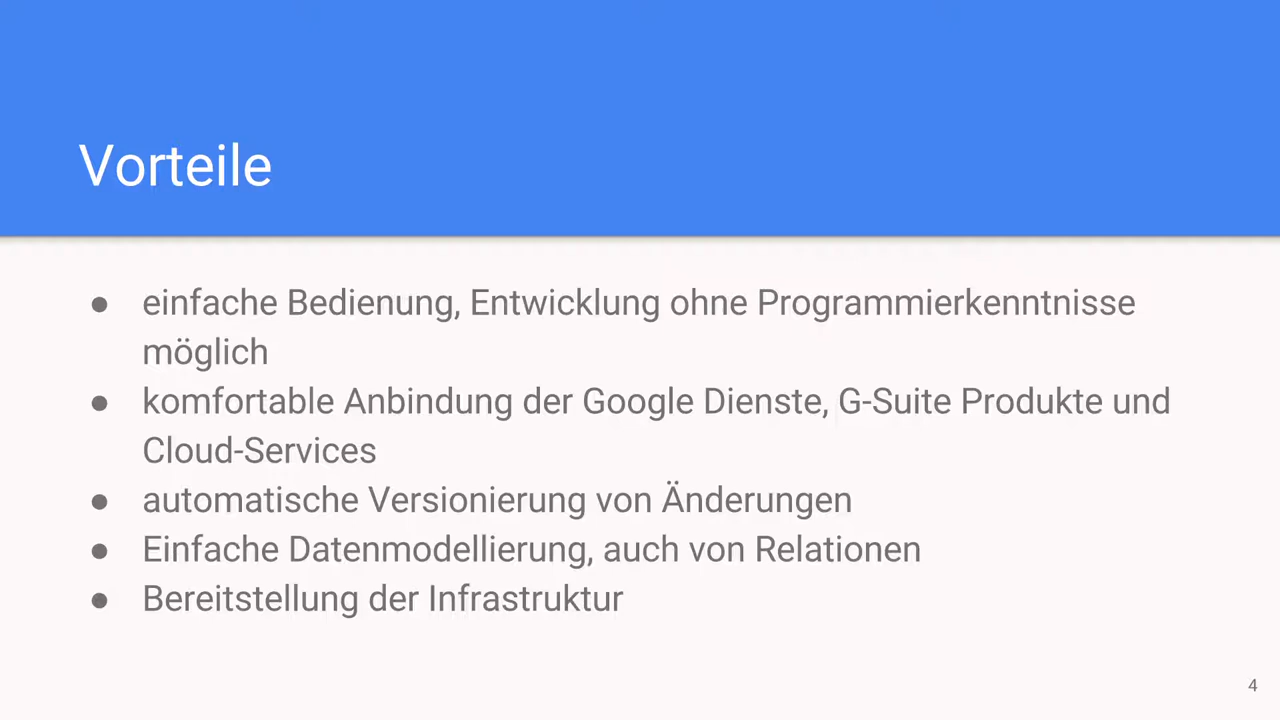 Vorteile
● einfache Bedienung, Entwicklung ohne Programmierkenntnisse
möglich
● komfortable Anbindung der Google Dienste, G-Suite Produkte und
Cloud-Services
● automatische Versionierung von Änderungen
● Einfache Datenmodellierung, auch von Relationen
● Bereitstellung der Infrastruktur
4